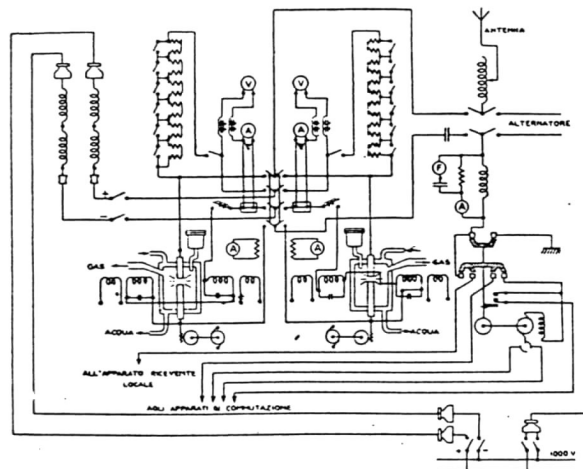 ANTENNA
ALTERNATORE
V
V
A
A
F
A
+
−
A
A
GAS
GAS
ACQUA
ACQUA
ALL'APPARATO RICEVENTE
LOCALE
AGLI APPARATI DI COMMUTAZIONE
+
−
1000 V